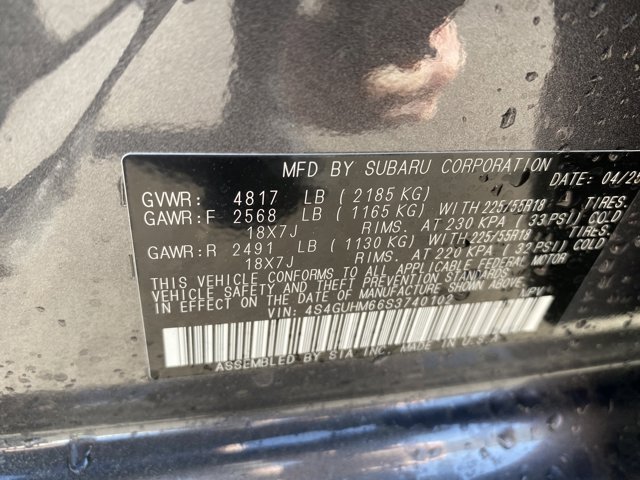 MFD BY SUBARU CORPORATION DATE: 04/25
GVWR: 4817 LB (2185 KG)
GAWR:F 2568 LB (1165 KG) WITH 225/55R18 TIRES.
18X7J RIMS. AT 230 KPA / 33 PSI) COLD
GAWR:R 2491 LB (1130 KG) WITH 225/55R18 TIRES.
18X7J RIMS. AT 220 KPA / 32 PSI) COLD
THIS VEHICLE CONFORMS TO ALL APPLICABLE FEDERAL MOTOR
VEHICLE SAFETY AND THEFT PREVENTION STANDARDS
IN EFFECT ON THE DATE OF MANUFACTURE SHOWN ABOVE.
VIN: 4S4GUHM66S3740102 MPV
ASSEMBLED BY SIA INC. MADE IN U.S.A